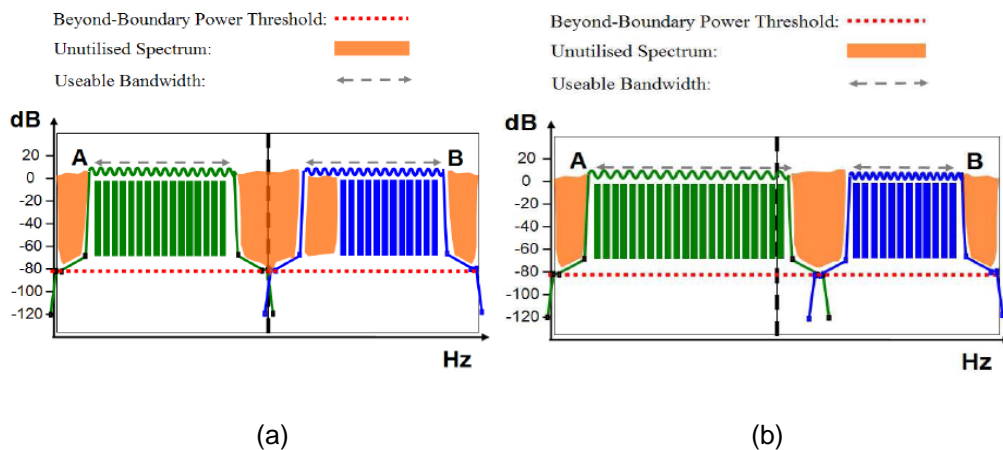 Beyond-Boundary Power Threshold:
Unutilised Spectrum:
Useable Bandwidth:
dB
A
B
20
0
-20
-40
-60
-80
-100
-120
Hz
(a)
Beyond-Boundary Power Threshold:
Unutilised Spectrum:
Useable Bandwidth:
dB
A
B
20
0
-20
-40
-60
-80
-100
-120
Hz
(b)